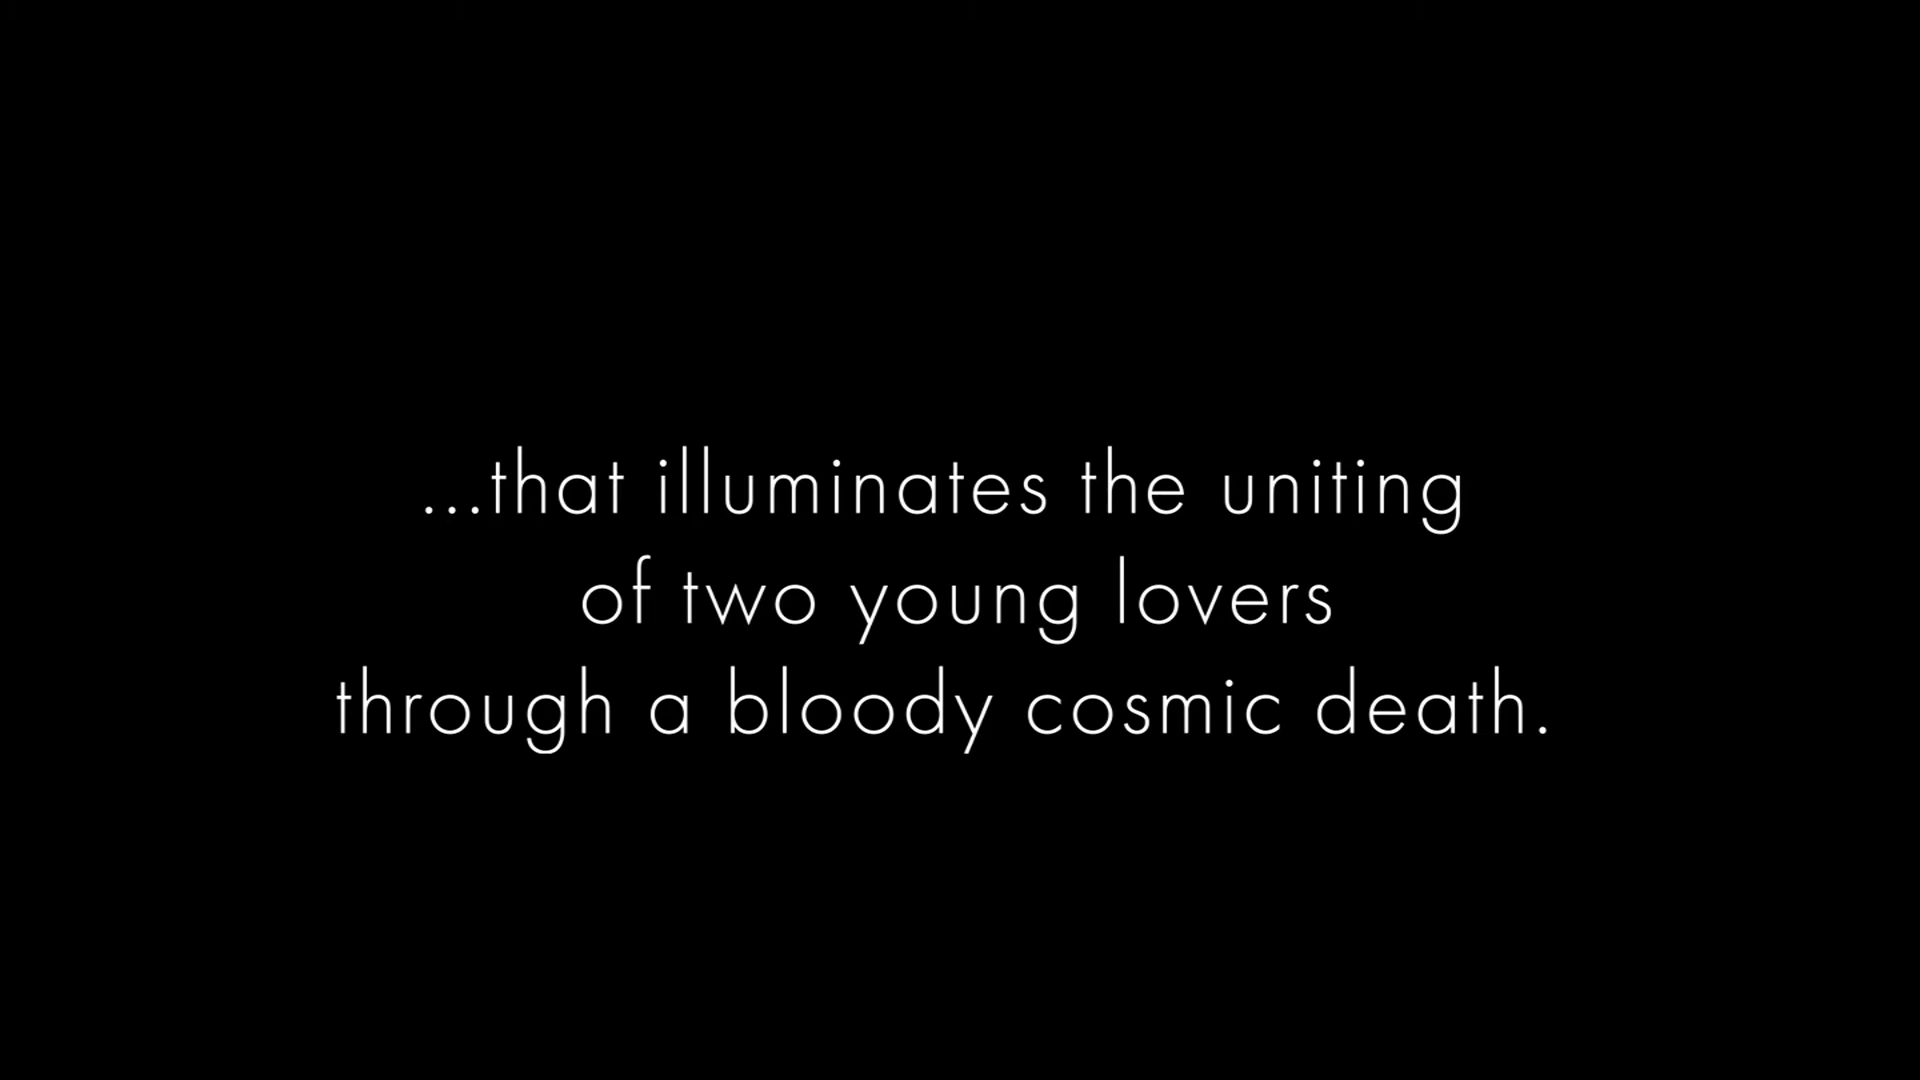 ...that illuminates the uniting
of two young lovers
through a bloody cosmic death.